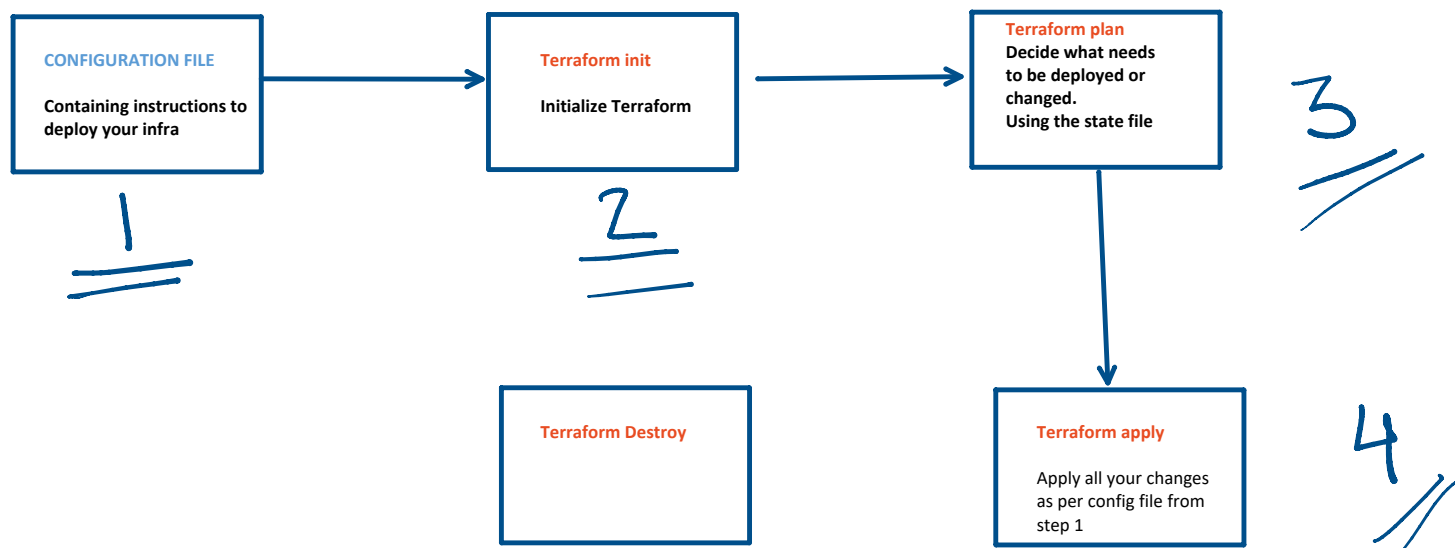 CONFIGURATION FILE
Containing instructions to
deploy your infra
1
Terraform init
Initialize Terraform
2
Terraform plan
Decide what needs
to be deployed or
changed.
Using the state file
3
Terraform Destroy
Terraform apply
Apply all your changes
as per config file from
step 1
4